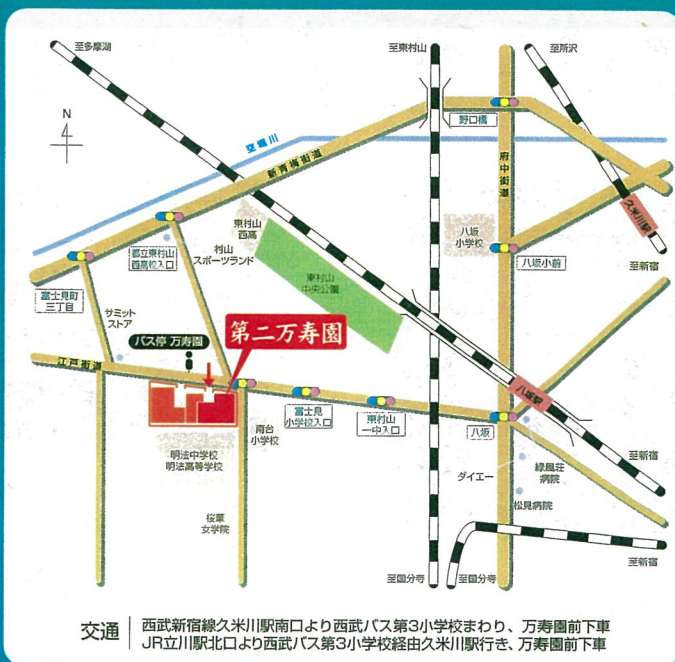 至多摩湖
至東村山
至所沢
N
野口橋
空堀川
新青梅街道
府中街道
久米川駅
東村山
西高
八坂
小学校
都立東村山
西高校入口
村山
スポーツランド
八坂小前
至新宿
東村山
中央公園
富士見町
三丁目
サミット
ストア
バス停 万寿園
第二万寿園
江戸街道
八坂駅
富士見
小学校入口
東村山
一中入口
八坂
南台
小学校
明法中学校
明法高等学校
緑風荘
病院
至新宿
ダイエー
松見病院
桜華
女学院
至国分寺
至国分寺
至新宿
交通
西武新宿線久米川駅南口より西武バス第3小学校まわり、万寿園前下車
JR立川駅北口より西武バス第3小学校経由久米川駅行き、万寿園前下車